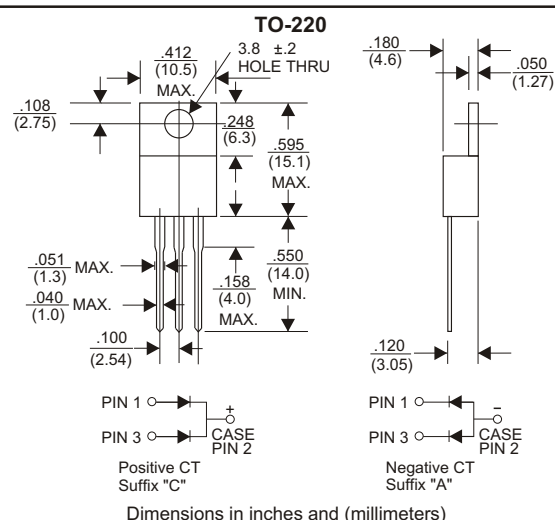 TO-220
.412
(10.5)
MAX.
3.8 ±.2
HOLE THRU
.180
(4.6)
.050
(1.27)
.108
(2.75)
.248
(6.3)
.595
(15.1)
MAX.
.051
(1.3) MAX.
.040
(1.0) MAX.
.158
(4.0)
MAX.
.550
(14.0)
MIN.
.100
(2.54)
.120
(3.05)
PIN 1
+
PIN 3
CASE
PIN 2
Positive CT
Suffix "C"
PIN 1
–
PIN 3
CASE
PIN 2
Negative CT
Suffix "A"
Dimensions in inches and (millimeters)